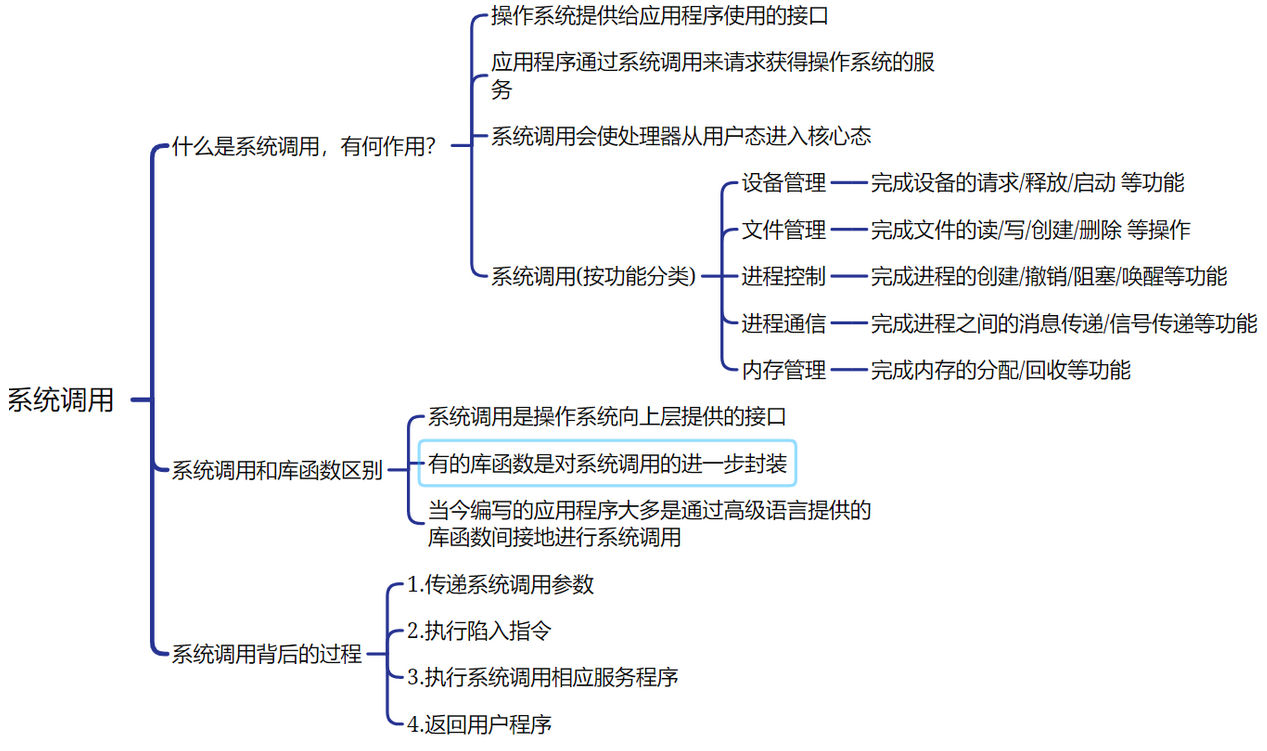 系统调用
什么是系统调用，有何作用？
操作系统提供给应用程序使用的接口
应用程序通过系统调用来请求获得操作系统的服
务
系统调用会使处理器从用户态进入核心态
系统调用(按功能分类)
设备管理
完成设备的请求/释放/启动 等功能
文件管理
完成文件的读/写/创建/删除 等操作
进程控制
完成进程的创建/撤销/阻塞/唤醒等功能
进程通信
完成进程之间的消息传递/信号传递等功能
内存管理
完成内存的分配/回收等功能
系统调用和库函数区别
系统调用是操作系统向上层提供的接口
有的库函数是对系统调用的进一步封装
当今编写的应用程序大多是通过高级语言提供的
库函数间接地进行系统调用
系统调用背后的过程
1.传递系统调用参数
2.执行陷入指令
3.执行系统调用相应服务程序
4.返回用户程序